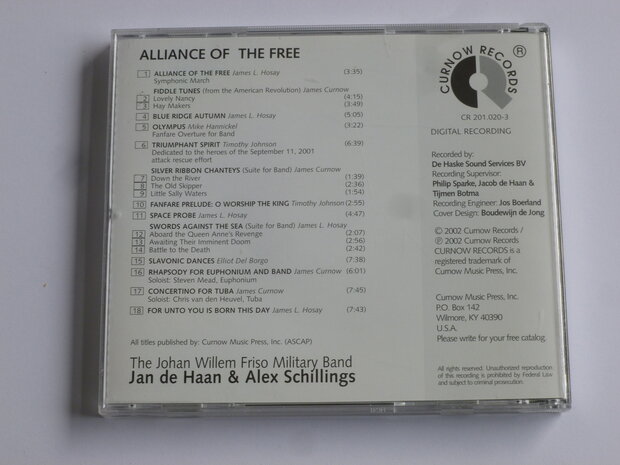 ALLIANCE OF THE FREE
1 ALLIANCE OF THE FREE James L. Hosay (3:35)
Symphonic March
FIDDLE TUNES (from the American Revolution) James Curnow
2 Lovely Nancy (4:15)
3 Hay Makers (3:49)
4 BLUE RIDGE AUTUMN James L. Hosay (5:05)
5 OLYMPUS Mike Hannickel (3:22)
Fanfare Overture for Band
6 TRIUMPHANT SPIRIT Timothy Johnson (6:39)
Dedicated to the heroes of the September 11, 2001
attack rescue effort
SILVER RIBBON CHANTEYS (Suite for Band) James Curnow
7 Down the River (1:39)
8 The Old Skipper (2:36)
9 Little Sally Waters (1:54)
10 FANFARE PRELUDE: O WORSHIP THE KING Timothy Johnson (2:55)
11 SPACE PROBE James L. Hosay (4:47)
SWORDS AGAINST THE SEA (Suite for Band) James L. Hosay
12 Aboard the Queen Anne's Revenge (2:07)
13 Awaiting Their Imminent Doom (2:56)
14 Battle to the Death (2:42)
15 SLAVONIC DANCES Elliot Del Borgo (7:38)
16 RHAPSODY FOR EUPHONIUM AND BAND James Curnow (6:01)
Soloist: Steven Mead, Euphonium
17 CONCERTINO FOR TUBA James Curnow (7:45)
Soloist: Chris van den Heuvel, Tuba
18 FOR UNTO YOU IS BORN THIS DAY James L. Hosay (7:43)
All titles published by: Curnow Music Press, Inc. (ASCAP)
The Johan Willem Friso Military Band
Jan de Haan & Alex Schillings
CURNOW RECORDS ®
CR 201.020-3
DIGITAL RECORDING
Recorded by:
De Haske Sound Services BV
Recording Supervisor:
Philip Sparke, Jacob de Haan &
Tijmen Botma
Recording Engineer: Jos Boerland
Cover Design: Boudewijn de Jong
© 2002 Curnow Records /
℗ 2002 Curnow Records
CURNOW RECORDS is a
registered trademark of
Curnow Music Press, Inc.
Curnow Music Press, Inc.
P.O. Box 142
Wilmore, KY 40390
U.S.A.
Please write for your free catalog.
All rights reserved. Unauthorized reproduction
of this recording is prohibited by Federal Law
and subject to criminal prosecution.